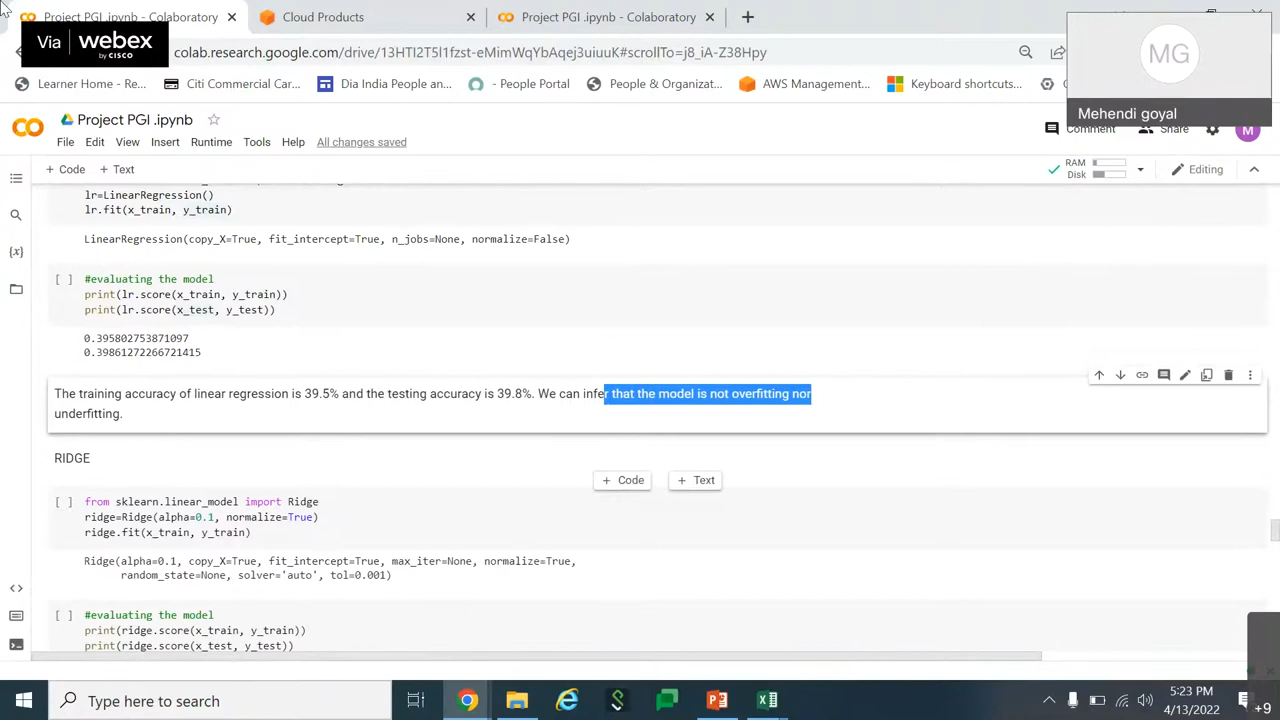 Project PGI .ipynb - Colaboratory
Cloud Products
Project PGI .ipynb - Colaboratory
Via webex by CISCO
colab.research.google.com/drive/13HTI2T5l1fzst-eMimWqYbAqej3uiuuK#scrollTo=j8_iA-Z38Hpy
MG
Mehendi goyal
Learner Home - Re...
Citi Commercial Car...
Dia India People an...
- People Portal
People & Organizat...
AWS Management...
Keyboard shortcuts...
Project PGI .ipynb
Comment
Share
M
File Edit View Insert Runtime Tools Help All changes saved
+ Code + Text
RAM
Disk
Editing
lr=LinearRegression()
lr.fit(x_train, y_train)
LinearRegression(copy_X=True, fit_intercept=True, n_jobs=None, normalize=False)
[ ] #evaluating the model
print(lr.score(x_train, y_train))
print(lr.score(x_test, y_test))
0.395802753871097
0.39861272266721415
The training accuracy of linear regression is 39.5% and the testing accuracy is 39.8%. We can infer that the model is not overfitting nor
underfitting.
RIDGE
+ Code + Text
[ ] from sklearn.linear_model import Ridge
ridge=Ridge(alpha=0.1, normalize=True)
ridge.fit(x_train, y_train)
Ridge(alpha=0.1, copy_X=True, fit_intercept=True, max_iter=None, normalize=True,
random_state=None, solver='auto', tol=0.001)
[ ] #evaluating the model
print(ridge.score(x_train, y_train))
print(ridge.score(x_test, y_test))
Type here to search
5:23 PM
4/13/2022
+9